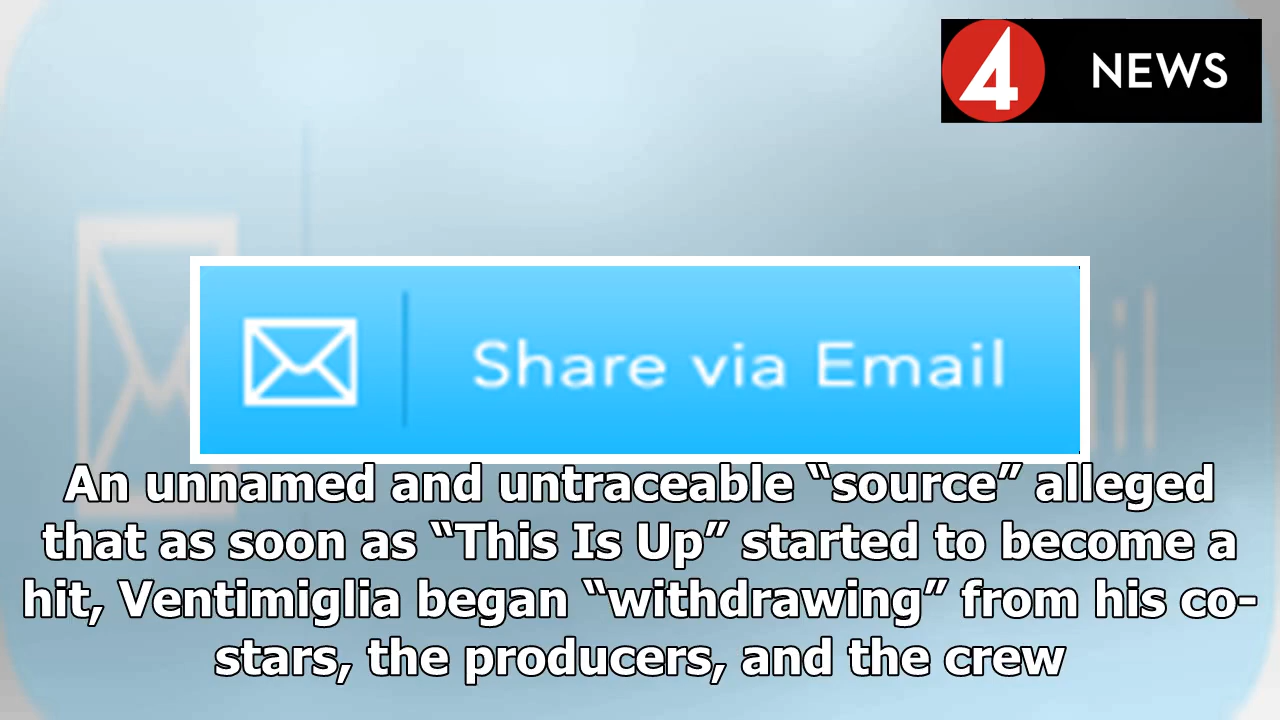 4 NEWS
Share via Email
An unnamed and untraceable “source” alleged
that as soon as “This Is Up” started to become a
hit, Ventimiglia began “withdrawing” from his co-
stars, the producers, and the crew